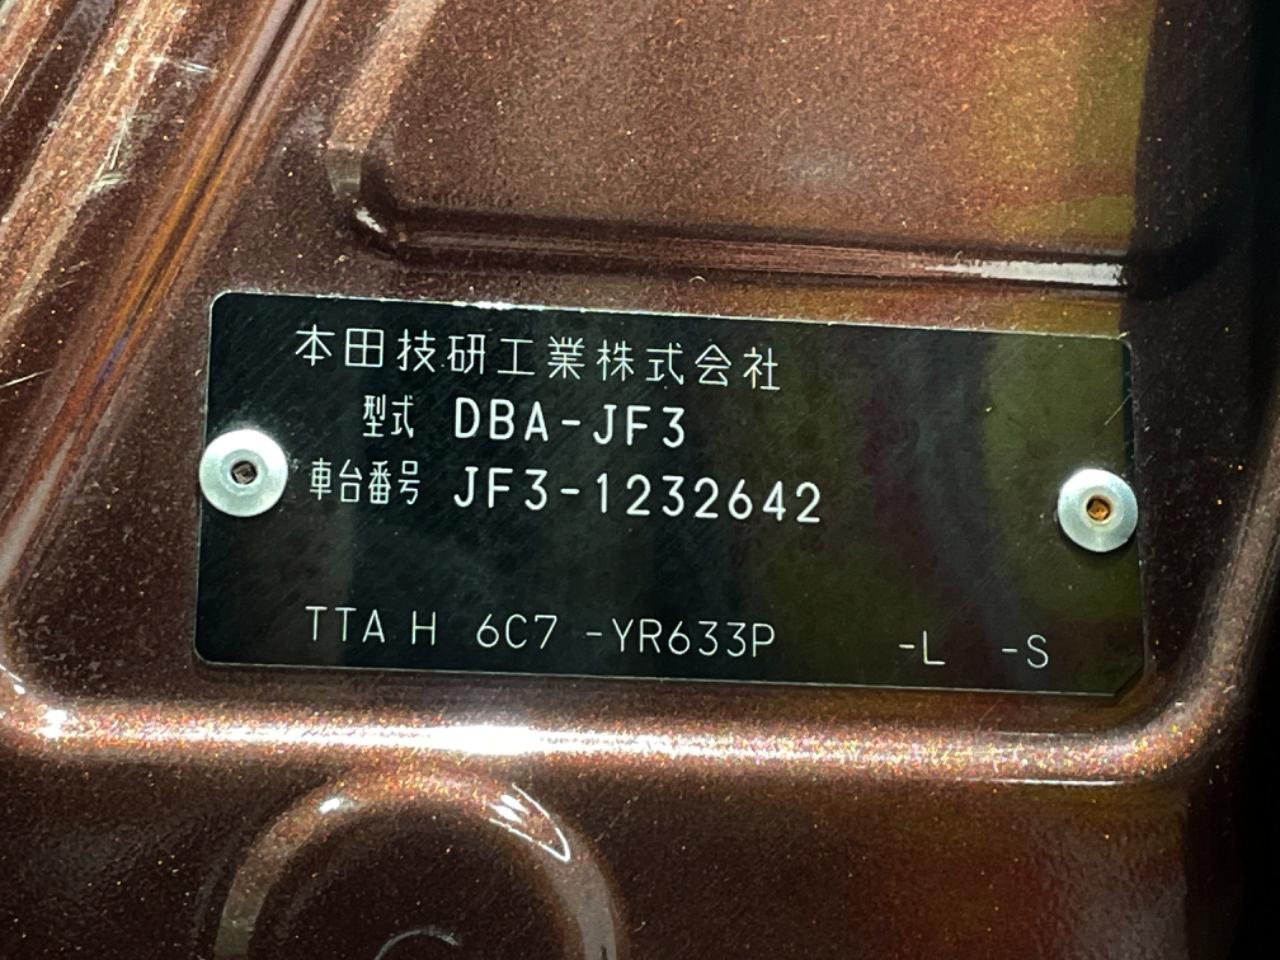 本田技研工業株式会社
型式 DBA-JF3
車台番号 JF3-1232642
TTA H 6C7 -YR633P -L -S